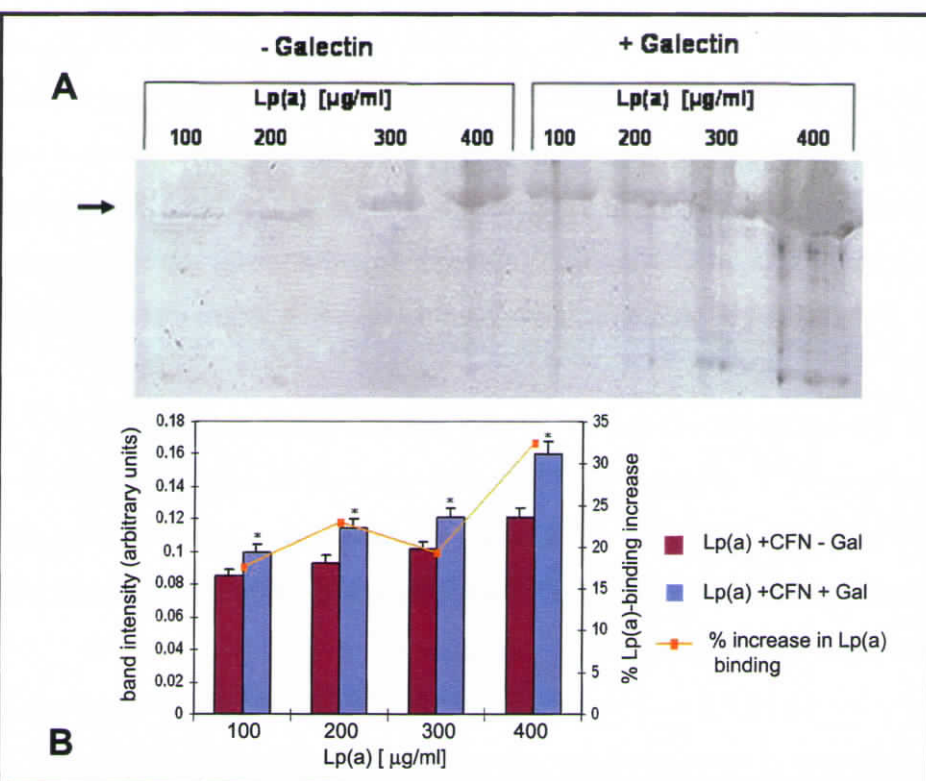 - Galectin + Galectin
A
Lp(a) [µg/ml] Lp(a) [µg/ml]
100 200 300 400 100 200 300 400
0.18 35
0.16 30
0.14 25
0.12 20
0.1 15
0.08 10
0.06 5
0.04 0
0.02
0
band intensity (arbitrary units)
% Lp(a)-binding increase
* * * *
Lp(a) +CFN - Gal
Lp(a) +CFN + Gal
% increase in Lp(a)
binding
100 200 300 400
Lp(a) [ µg/ml]
B